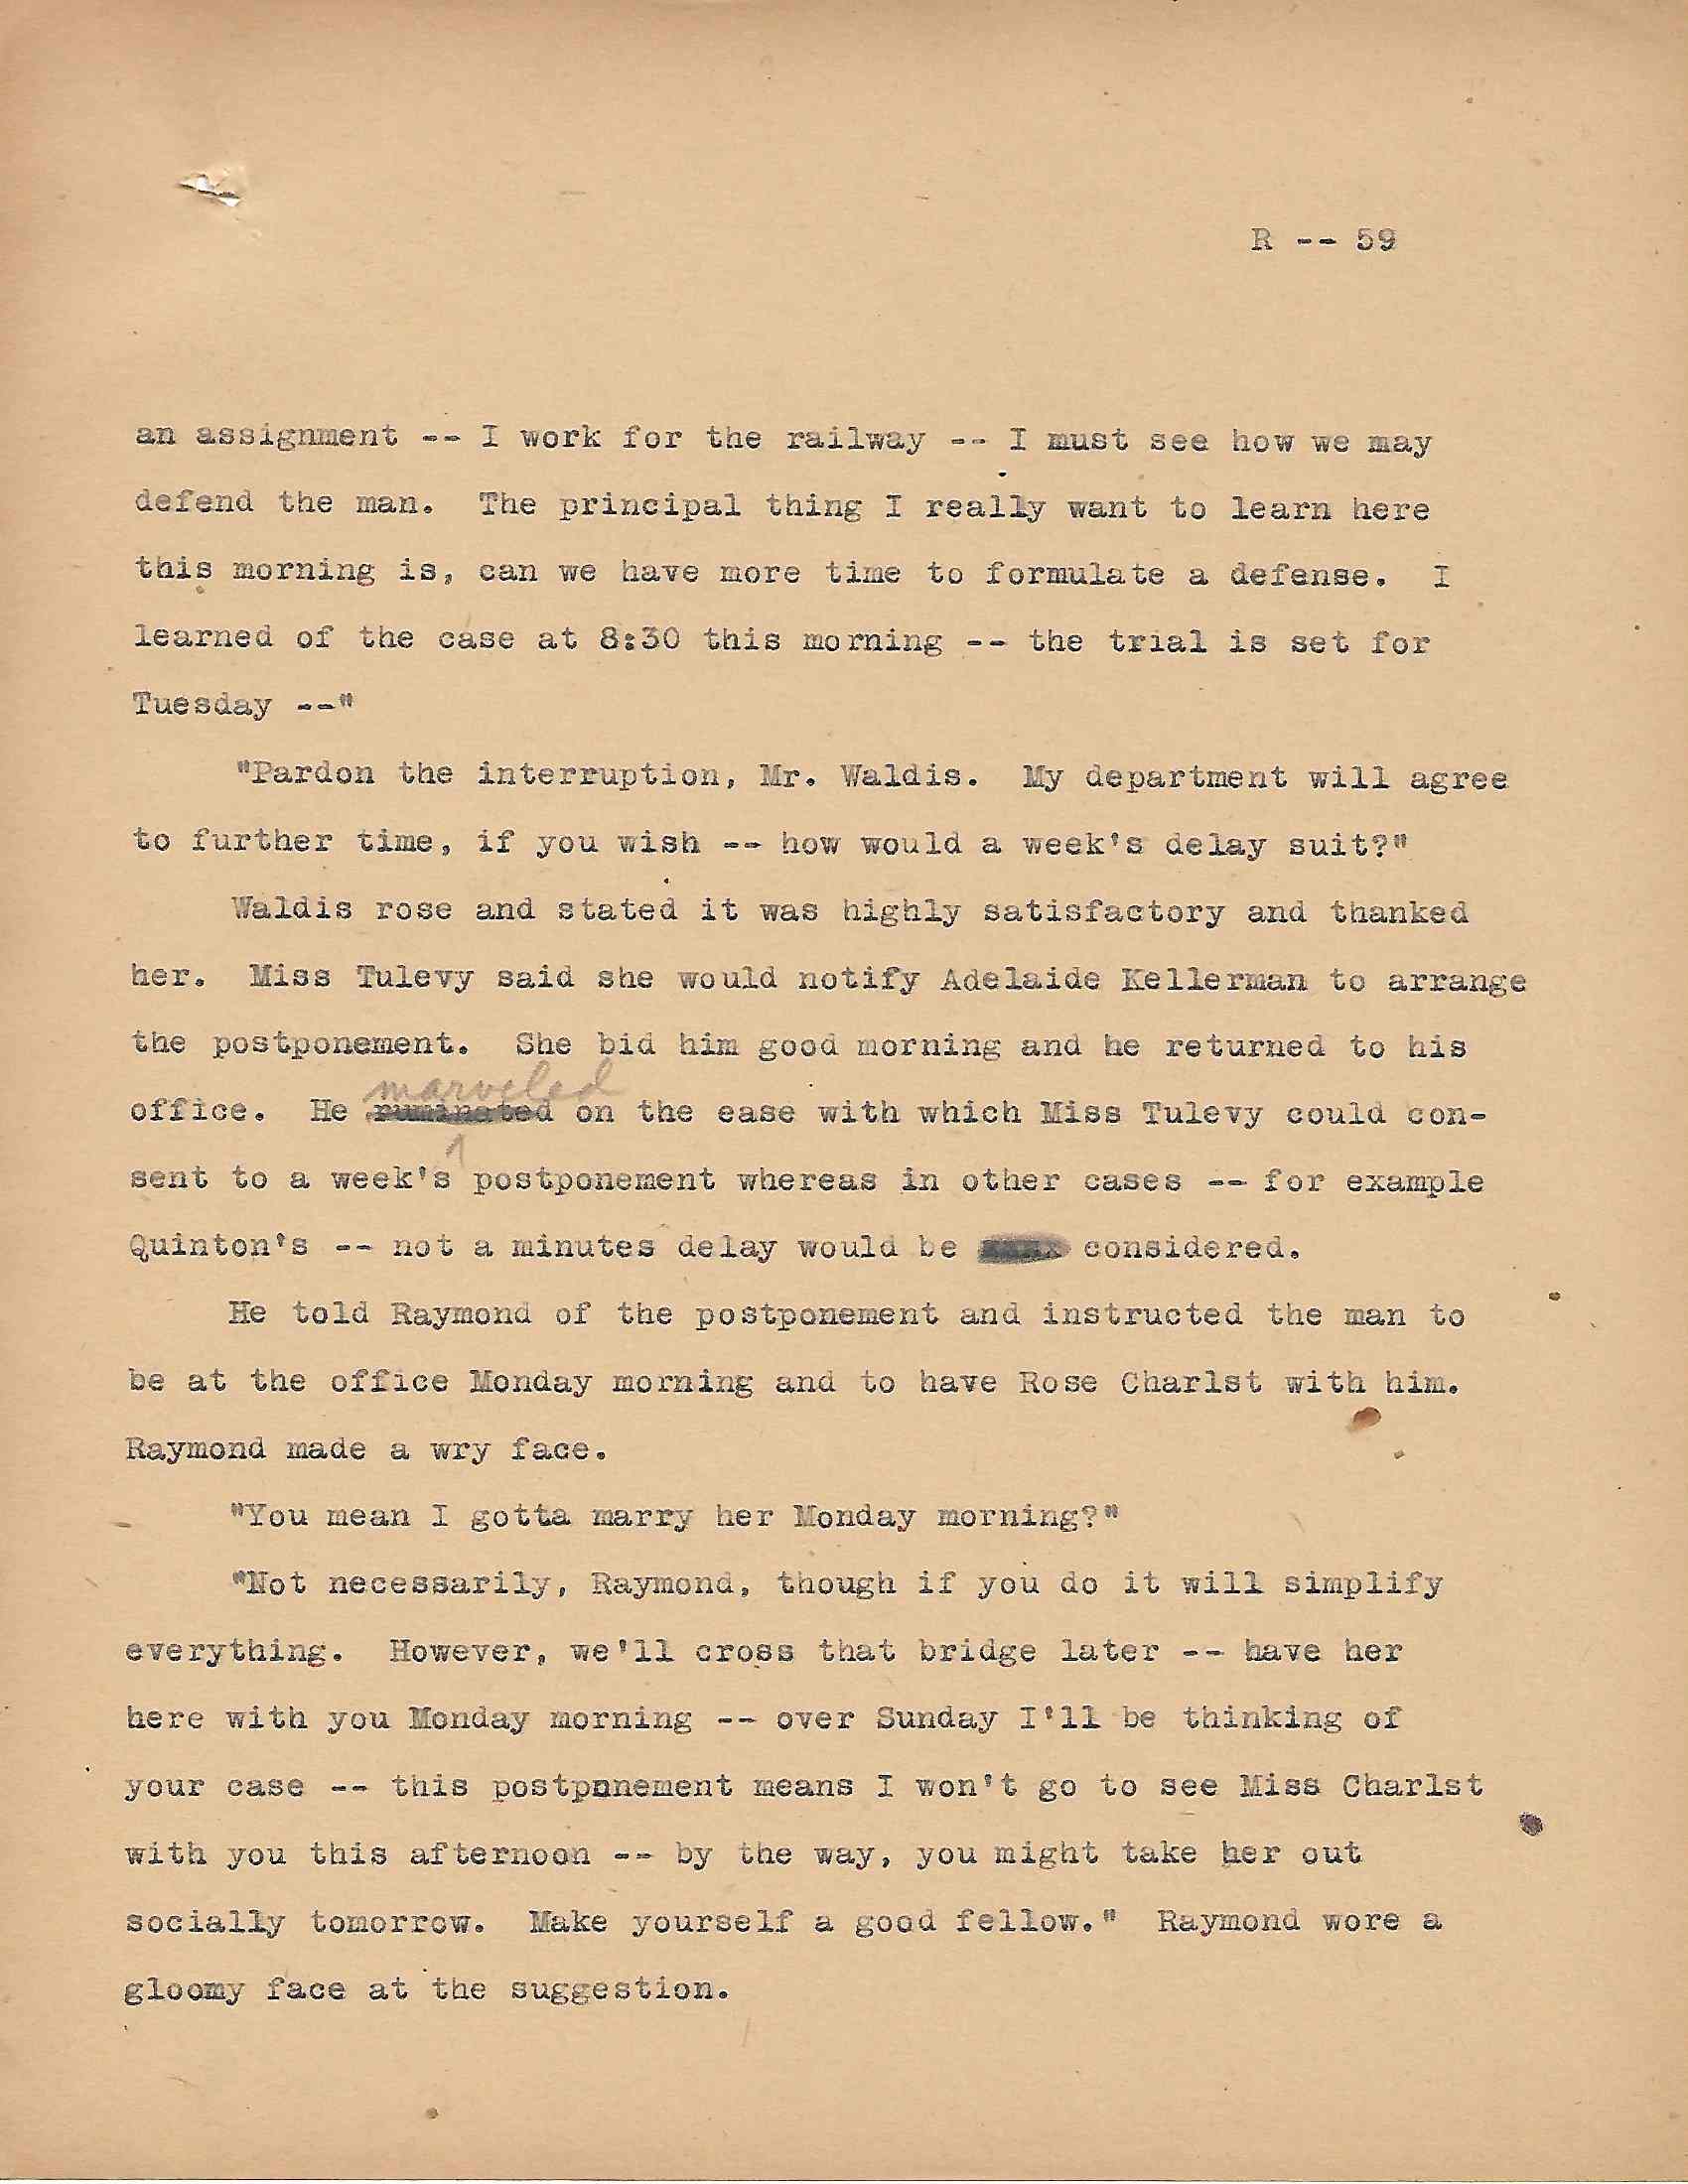 R -- 59
an assignment -- I work for the railway -- I must see how we may
defend the man.  The principal thing I really want to learn here
this morning is, can we have more time to formulate a defense.  I
learned of the case at 8:30 this morning -- the trial is set for
Tuesday --"
"Pardon the interruption, Mr. Waldis.  My department will agree
to further time, if you wish -- how would a week's delay suit?"
Waldis rose and stated it was highly satisfactory and thanked
her.  Miss Tulevy said she would notify Adelaide Kellerman to arrange
the postponement.  She bid him good morning and he returned to his
marveled
office.  He ruminated on the ease with which Miss Tulevy could con-
sent to a week's postponement whereas in other cases -- for example
Quinton's -- not a minutes delay would be considered.
He told Raymond of the postponement and instructed the man to
be at the office Monday morning and to have Rose Charlst with him.
Raymond made a wry face.
"You mean I gotta marry her Monday morning?"
"Not necessarily, Raymond, though if you do it will simplify
everything.  However, we'll cross that bridge later -- have her
here with you Monday morning -- over Sunday I'll be thinking of
your case -- this postpnnement means I won't go to see Miss Charlst
with you this afternoon -- by the way, you might take her out
socially tomorrow.  Make yourself a good fellow."  Raymond wore a
gloomy face at the suggestion.